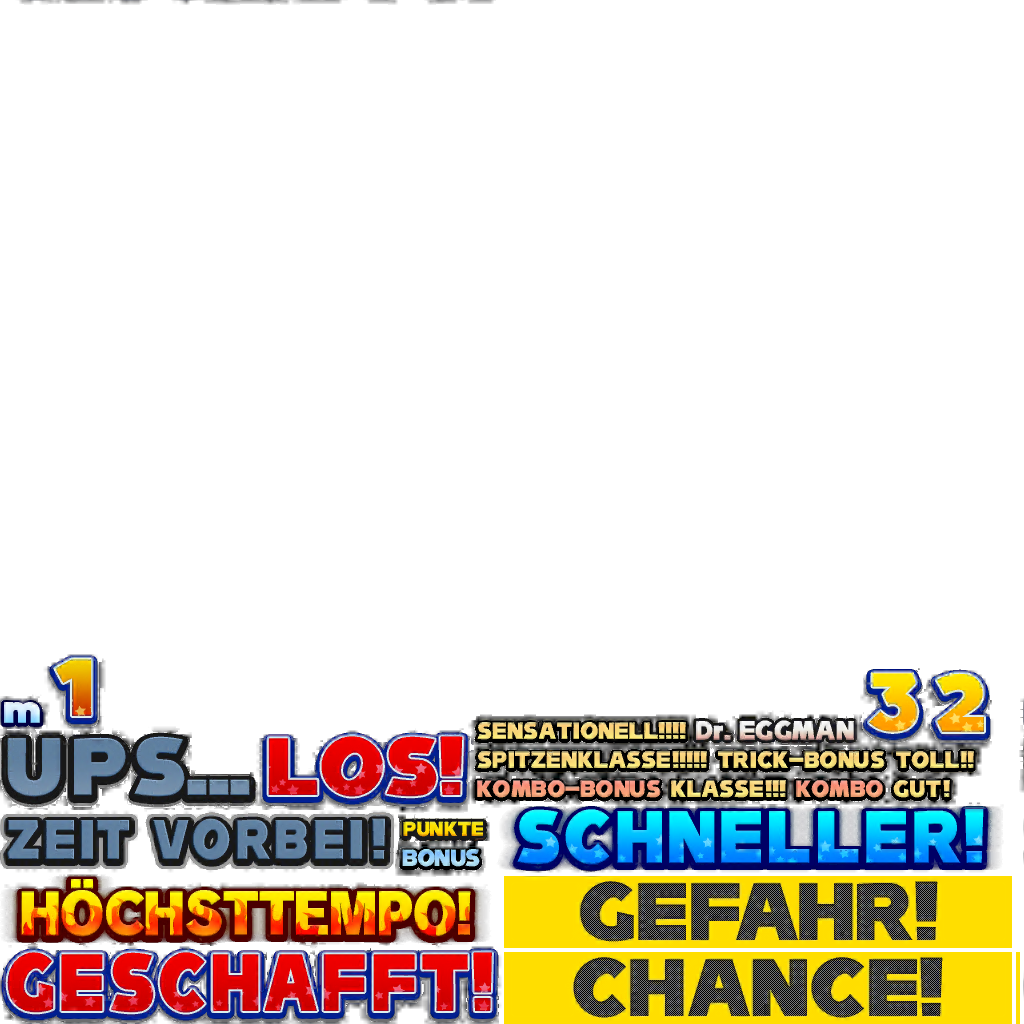 1
m
3 2
SENSATIONELL!!!! Dr. EGGMAN
UPS... LOS!
SPITZENKLASSE!!!!! TRICK-BONUS TOLL!!
KOMBO-BONUS KLASSE!!! KOMBO GUT!
ZEIT VORBEI!
PUNKTE
BONUS
SCHNELLER!
HÖCHSTTEMPO!
GEFAHR!
GESCHAFFT!
CHANCE!